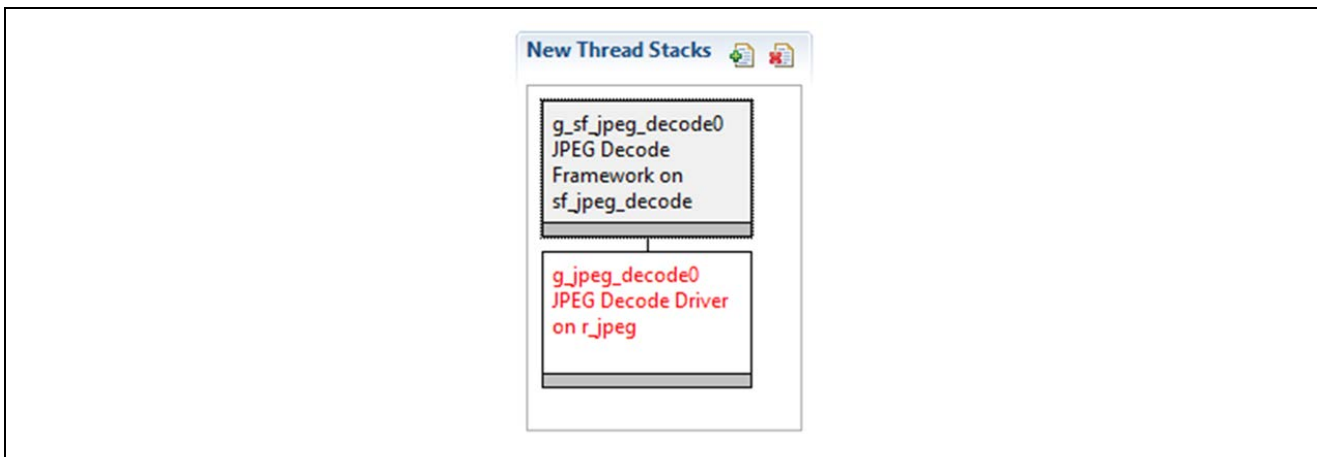 New Thread Stacks
g_sf_jpeg_decode0
JPEG Decode
Framework on
sf_jpeg_decode
g_jpeg_decode0
JPEG Decode Driver
on r_jpeg